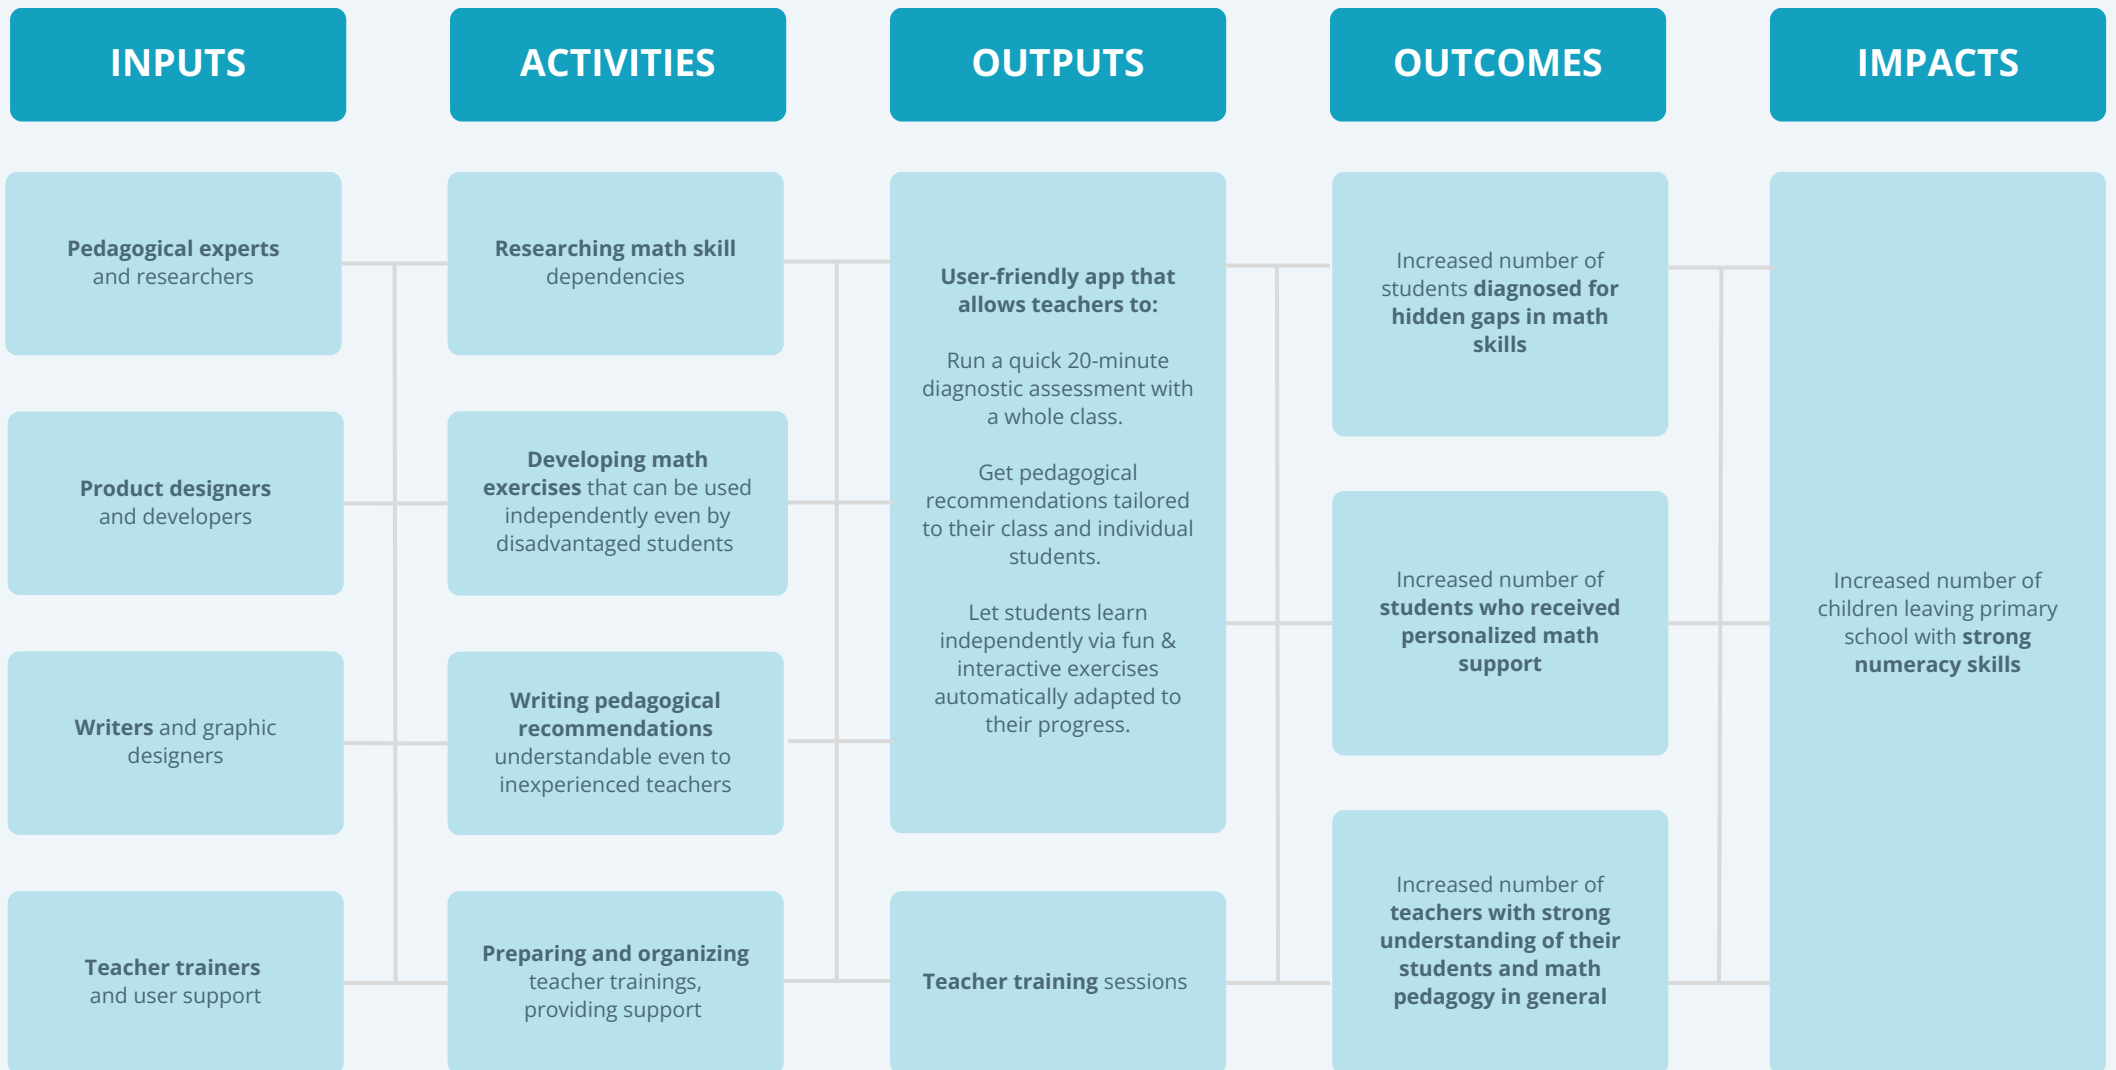 INPUTS
ACTIVITIES
OUTPUTS
OUTCOMES
IMPACTS
Pedagogical experts
and researchers
Product designers
and developers
Writers and graphic
designers
Teacher trainers
and user support
Researching math skill
dependencies
Developing math
exercises that can be used
independently even by
disadvantaged students
Writing pedagogical
recommendations
understandable even to
inexperienced teachers
Preparing and organizing
teacher trainings,
providing support
User-friendly app that
allows teachers to:
Run a quick 20-minute
diagnostic assessment with
a whole class.
Get pedagogical
recommendations tailored
to their class and individual
students.
Let students learn
independently via fun &
interactive exercises
automatically adapted to
their progress.
Teacher training sessions
Increased number of
students diagnosed for
hidden gaps in math
skills
Increased number of
students who received
personalized math
support
Increased number of
teachers with strong
understanding of their
students and math
pedagogy in general
Increased number of
children leaving primary
school with strong
numeracy skills